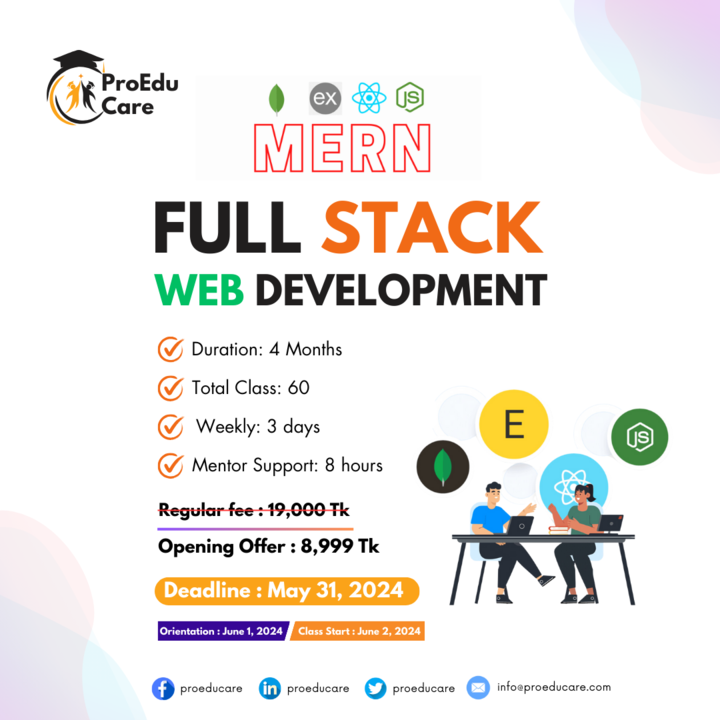 ProEdu
Care
ex JS
MERN
FULL STACK
WEB DEVELOPMENT
Duration: 4 Months
Total Class: 60
Weekly: 3 days
Mentor Support: 8 hours
Regular fee : 19,000 Tk
Opening Offer : 8,999 Tk
Deadline : May 31, 2024
Orientation : June 1, 2024 Class Start : June 2, 2024
E
JS
f proeducare in proeducare proeducare info@proeducare.com